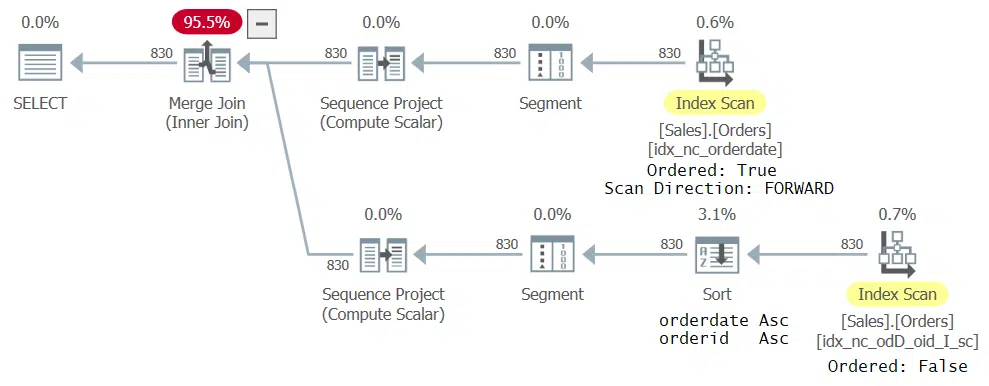 0.0%
95.5%
0.0%
0.0%
0.6%
830
830
830
830
SELECT
Merge Join
(Inner Join)
Sequence Project
(Compute Scalar)
Segment
Index Scan
[Sales].[Orders]
[idx_nc_orderdate]
Ordered: True
Scan Direction: FORWARD
0.0%
0.0%
3.1%
0.7%
830
830
830
830
Sequence Project
(Compute Scalar)
Segment
Sort
orderdate Asc
orderid Asc
Index Scan
[Sales].[Orders]
[idx_nc_odD_oid_I_sc]
Ordered: False